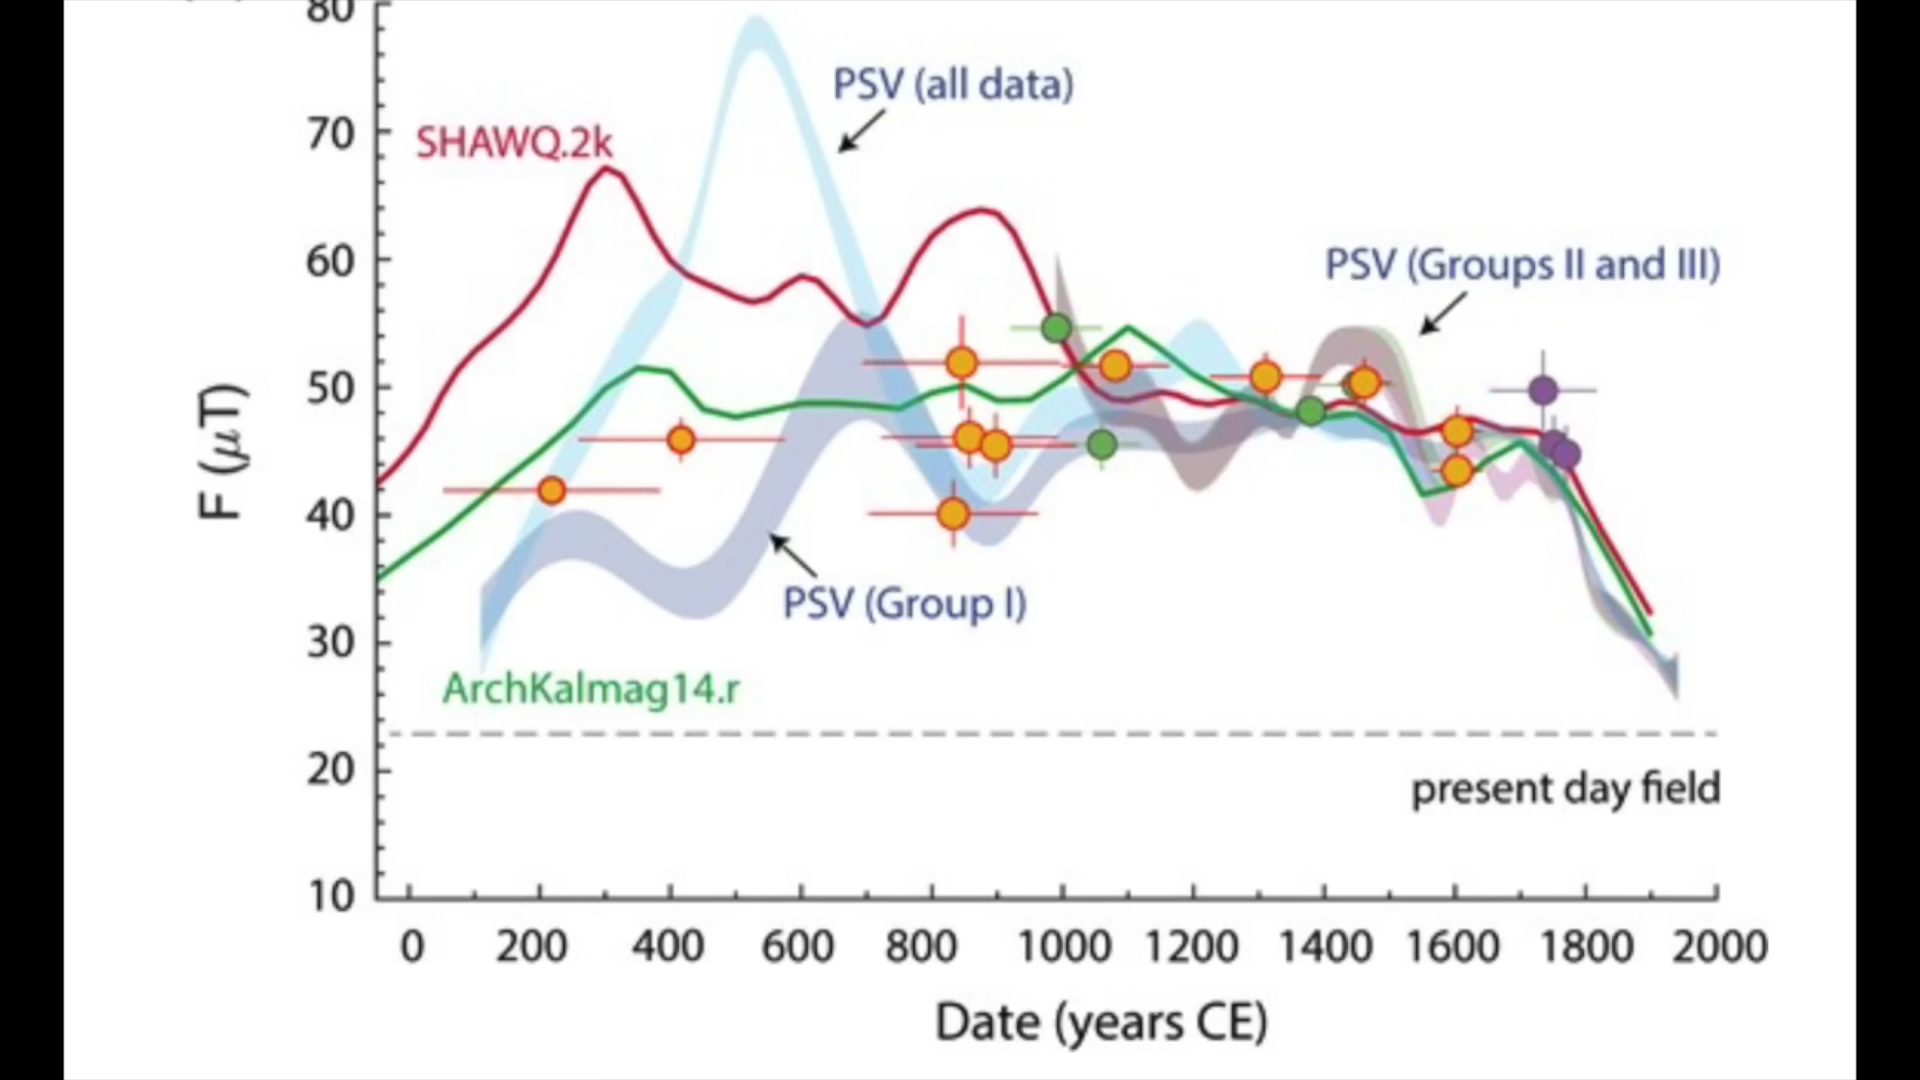 80
PSV (all data)
70
SHAWQ.2k
60
PSV (Groups II and III)
50
F (μT)
40
PSV (Group I)
30
ArchKalmag14.r
20
present day field
10
0 200 400 600 800 1000 1200 1400 1600 1800 2000
Date (years CE)